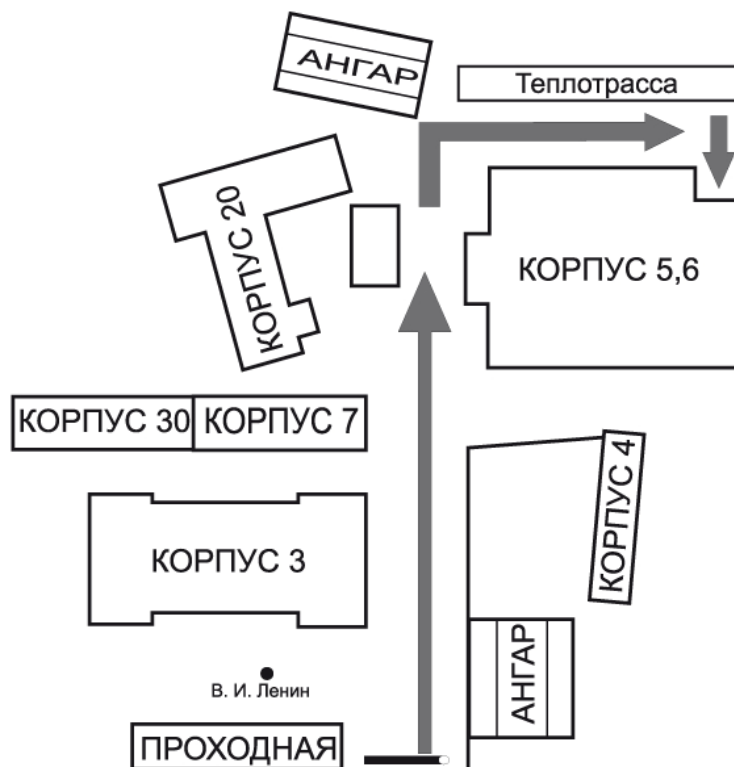 АНГАР
Теплотрасса
КОРПУС 20
КОРПУС 5,6
КОРПУС 30
КОРПУС 7
КОРПУС 4
КОРПУС 3
АНГАР
В. И. Ленин
ПРОХОДНАЯ